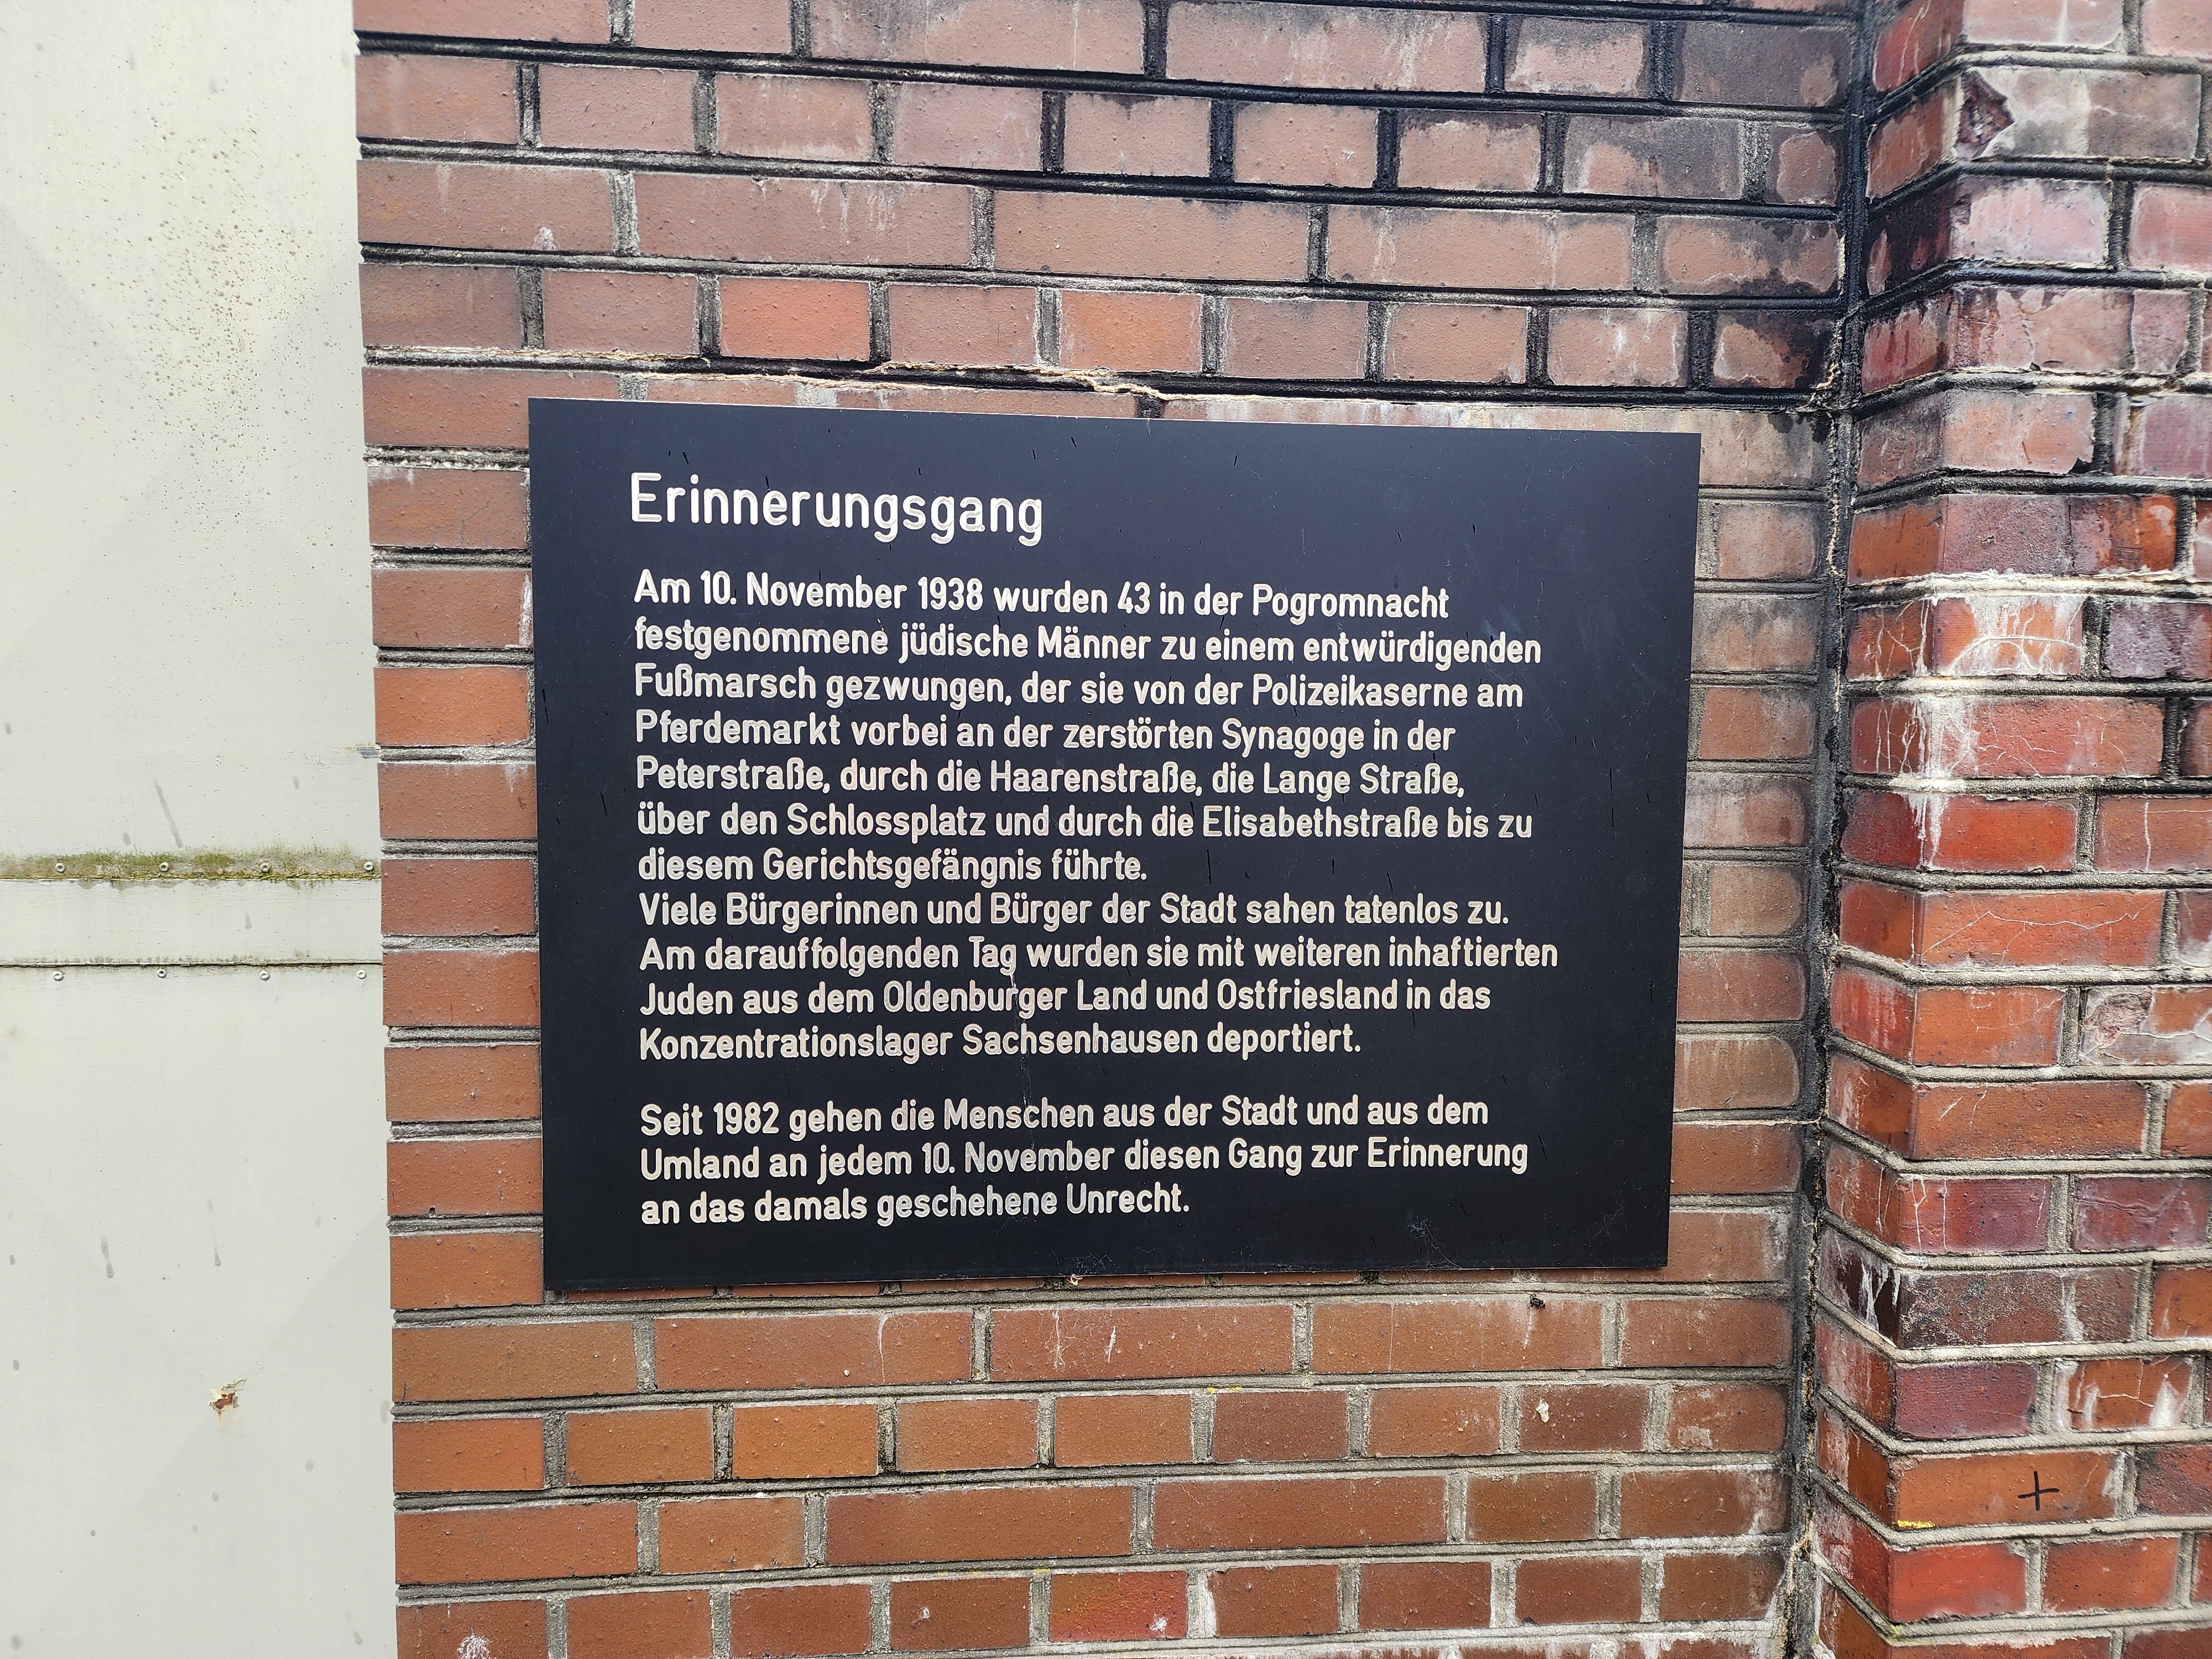 Erinnerungsgang
Am 10. November 1938 wurden 43 in der Pogromnacht
festgenommene jüdische Männer zu einem entwürdigenden
Fußmarsch gezwungen, der sie von der Polizeikaserne am
Pferdemarkt vorbei an der zerstörten Synagoge in der
Peterstraße, durch die Haarenstraße, die Lange Straße,
über den Schlossplatz und durch die Elisabethstraße bis zu
diesem Gerichtsgefängnis führte.
Viele Bürgerinnen und Bürger der Stadt sahen tatenlos zu.
Am darauffolgenden Tag wurden sie mit weiteren inhaftierten
Juden aus dem Oldenburger Land und Ostfriesland in das
Konzentrationslager Sachsenhausen deportiert.
Seit 1982 gehen die Menschen aus der Stadt und aus dem
Umland an jedem 10. November diesen Gang zur Erinnerung
an das damals geschehene Unrecht.